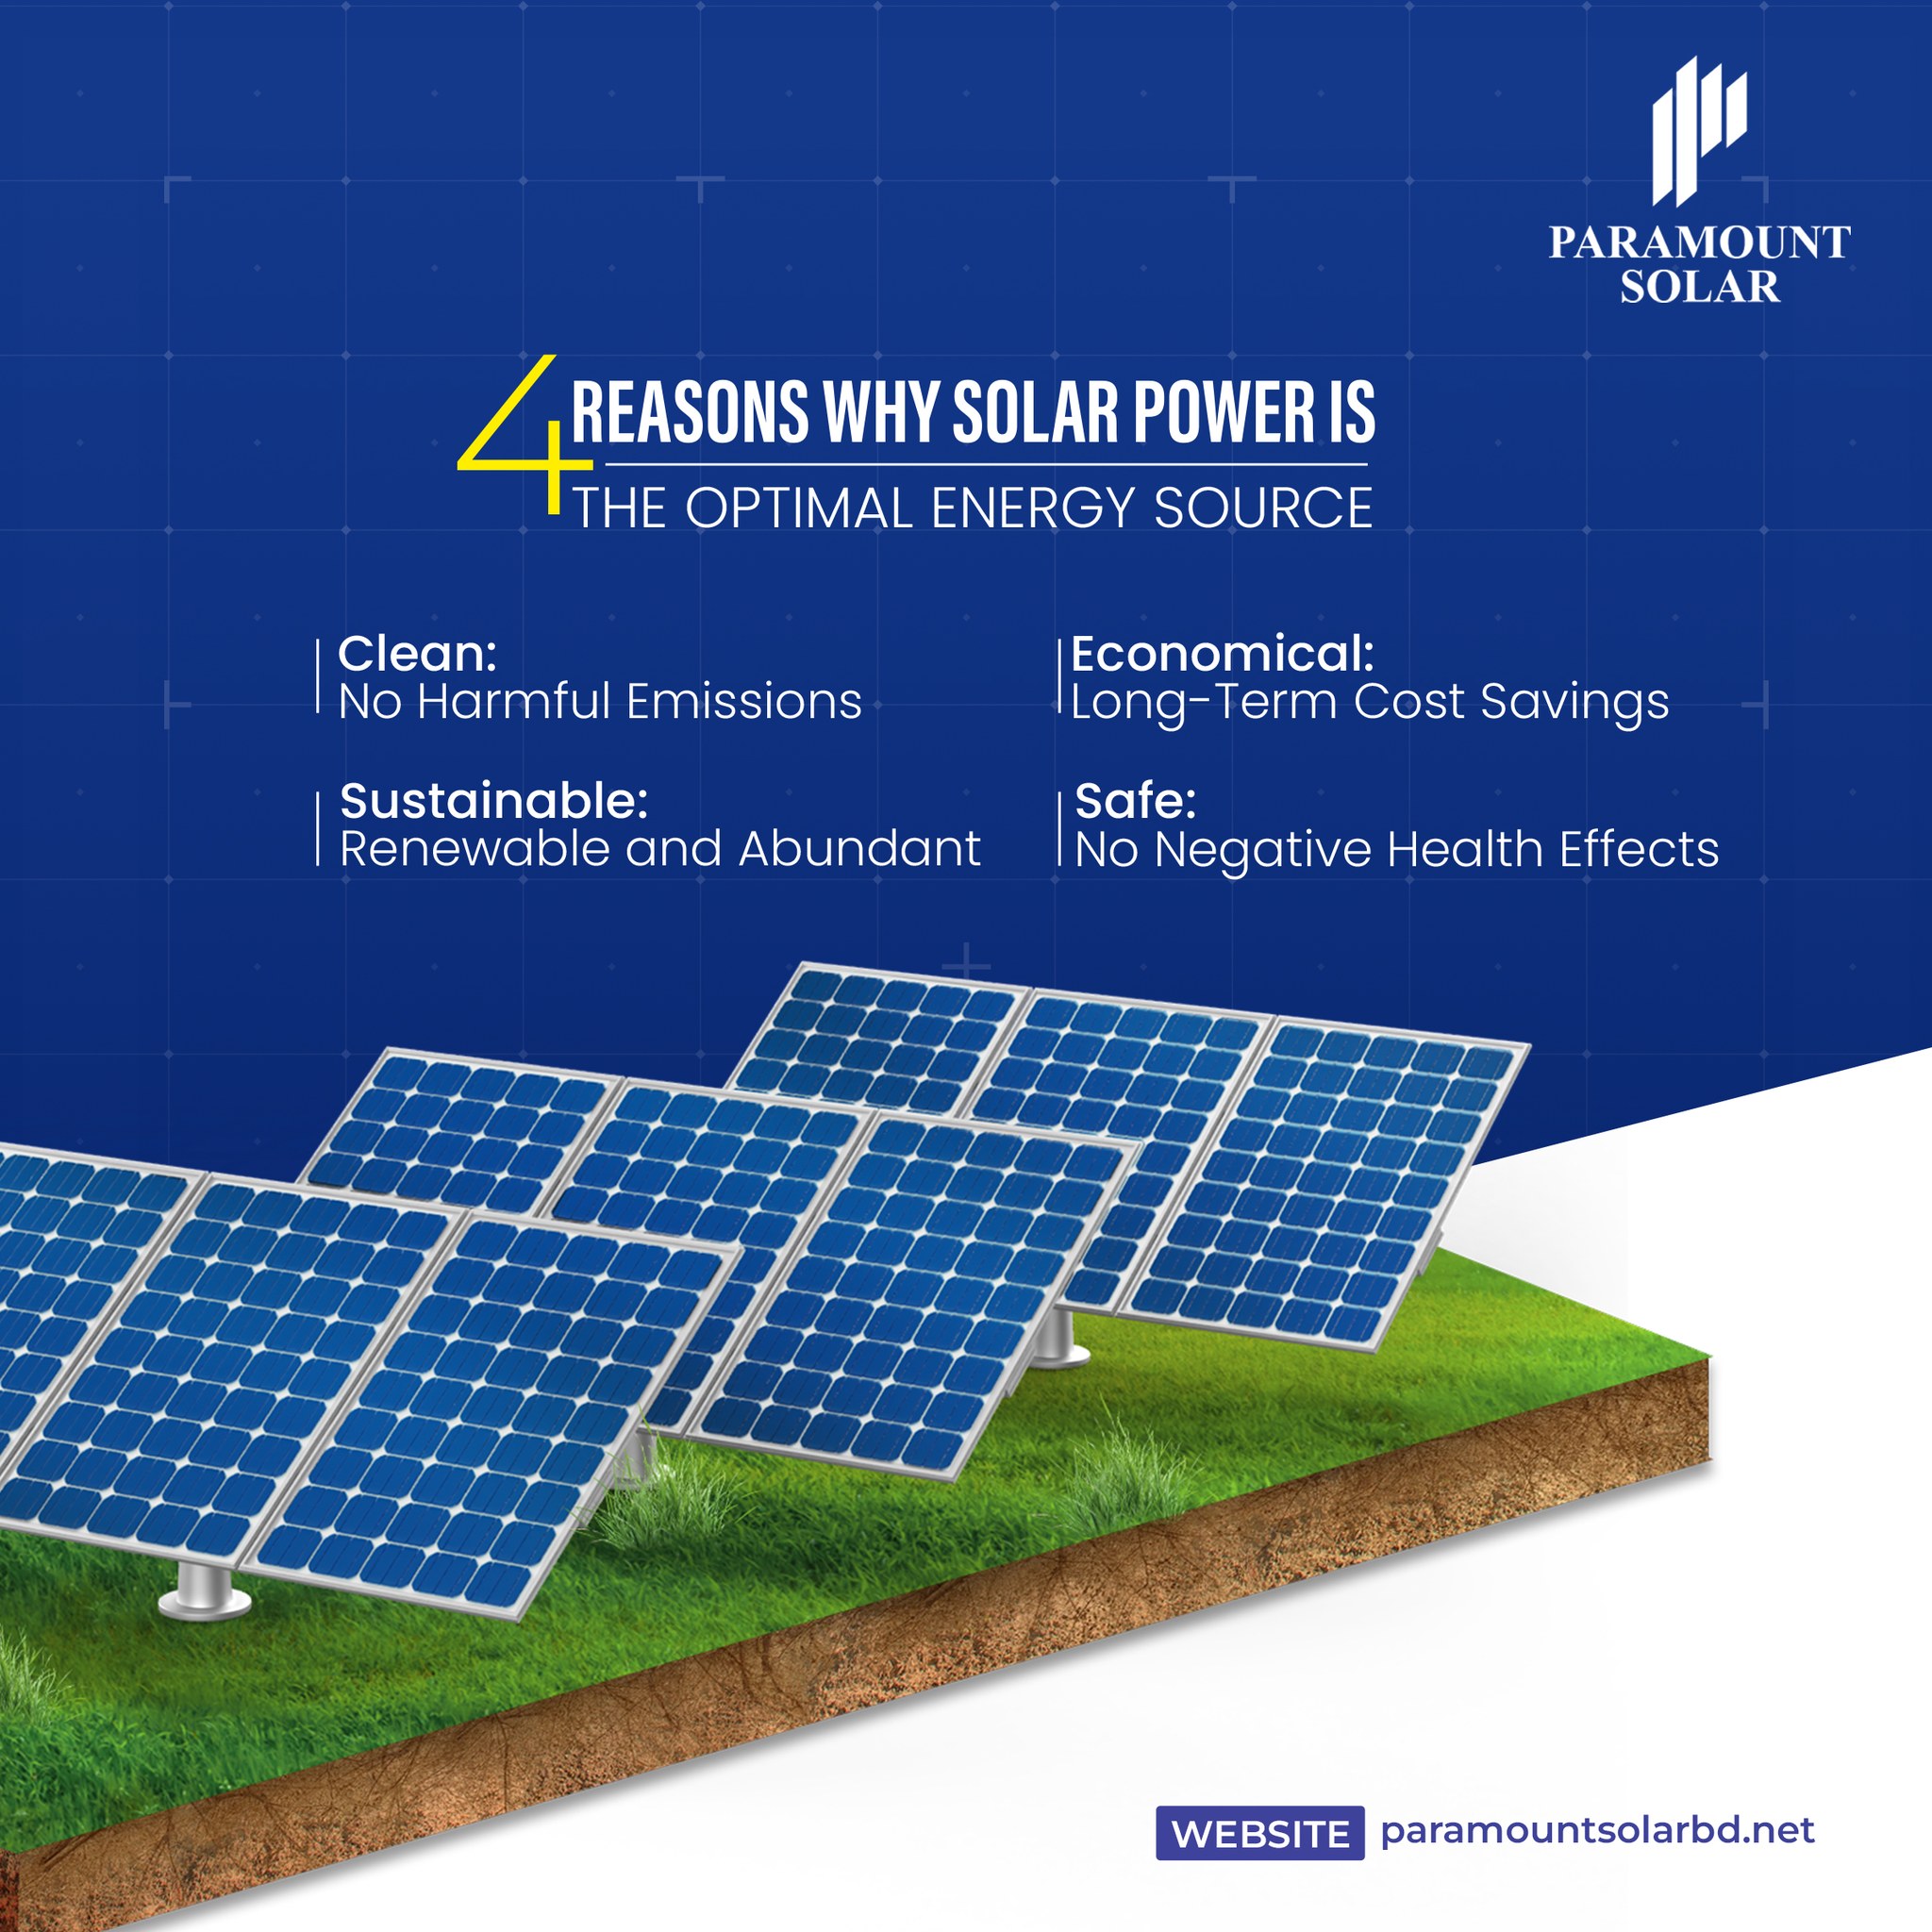 PARAMOUNT
SOLAR
4 REASONS WHY SOLAR POWER IS
THE OPTIMAL ENERGY SOURCE
Clean:
No Harmful Emissions
Economical:
Long-Term Cost Savings
Sustainable:
Renewable and Abundant
Safe:
No Negative Health Effects
WEBSITE paramountsolarbd.net